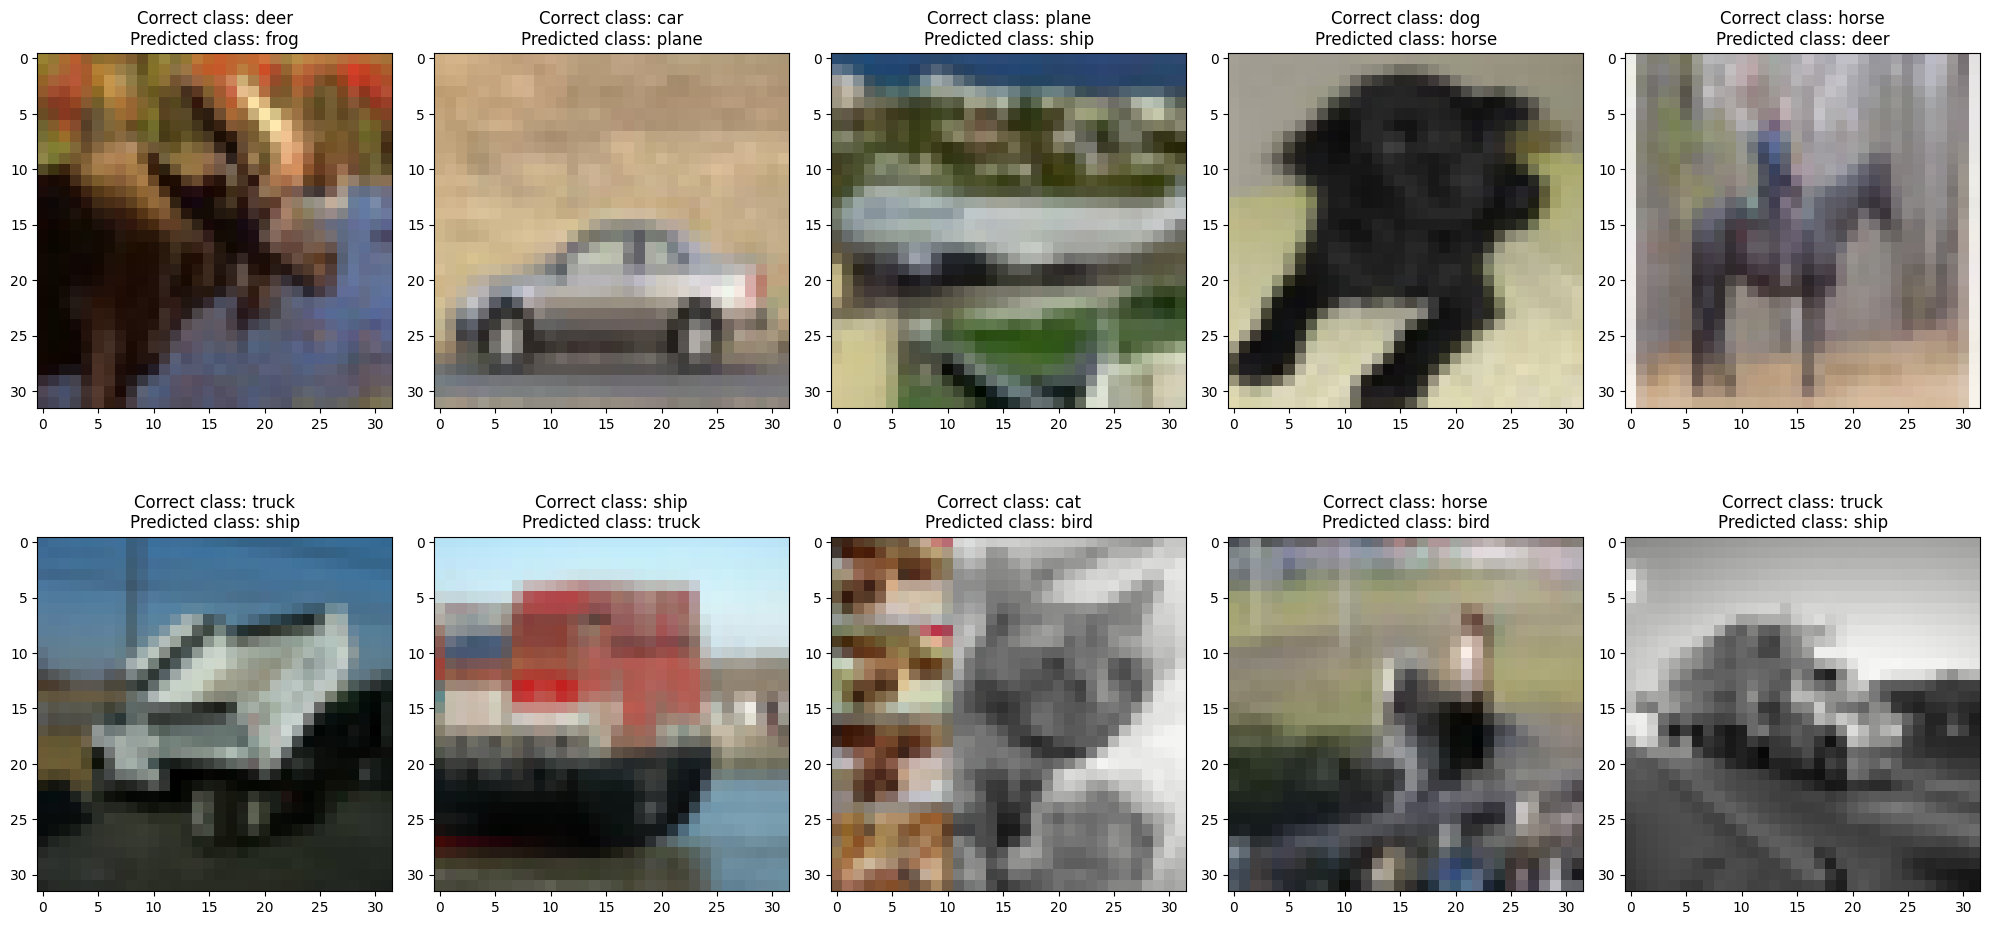 Correct class: deer
Predicted class: frog
Correct class: car
Predicted class: plane
Correct class: plane
Predicted class: ship
Correct class: dog
Predicted class: horse
Correct class: horse
Predicted class: deer
0
5
10
15
20
25
30
0 5 10 15 20 25 30
0
5
10
15
20
25
30
0 5 10 15 20 25 30
0
5
10
15
20
25
30
0 5 10 15 20 25 30
0
5
10
15
20
25
30
0 5 10 15 20 25 30
0
5
10
15
20
25
30
0 5 10 15 20 25 30
Correct class: truck
Predicted class: ship
Correct class: ship
Predicted class: truck
Correct class: cat
Predicted class: bird
Correct class: horse
Predicted class: bird
Correct class: truck
Predicted class: ship
0
5
10
15
20
25
30
0 5 10 15 20 25 30
0
5
10
15
20
25
30
0 5 10 15 20 25 30
0
5
10
15
20
25
30
0 5 10 15 20 25 30
0
5
10
15
20
25
30
0 5 10 15 20 25 30
0
5
10
15
20
25
30
0 5 10 15 20 25 30